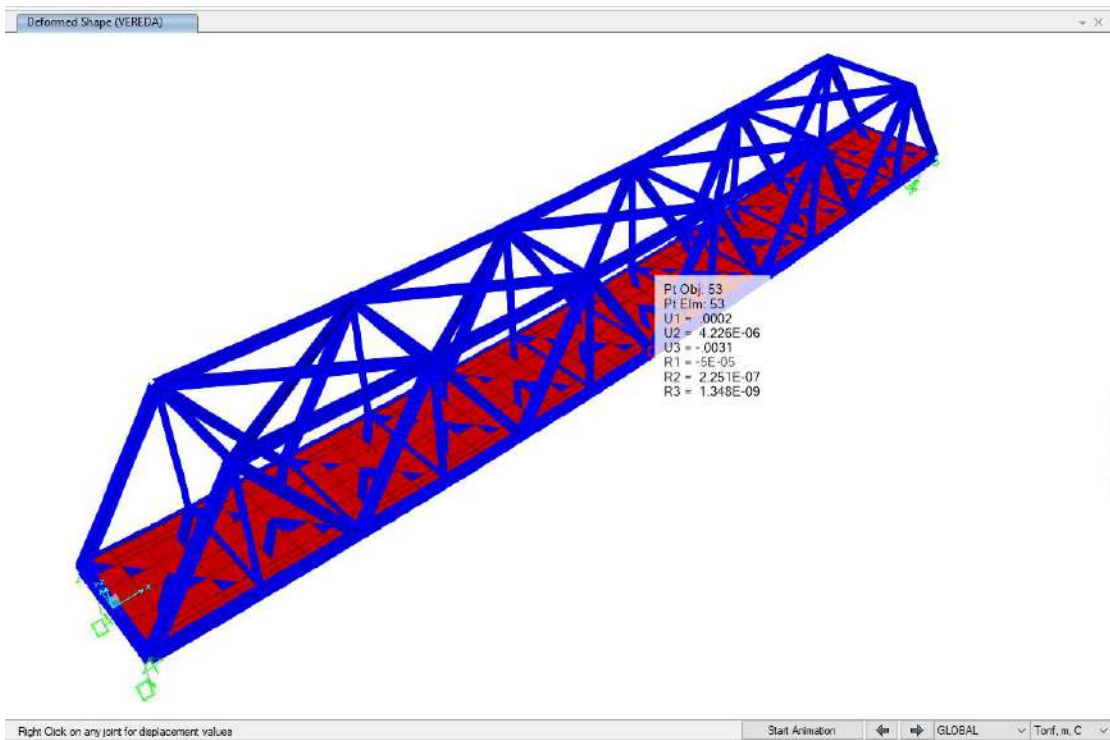 Deformed Shape (VEREDA)
Pt Obj: 53
Pt Elm: 53
U1 = .0002
U2 = 4.226E-06
U3 = -.0031
R1 = -5E-05
R2 = 2.251E-07
R3 = 1.348E-09
Right Click on any joint for displacement values
Start Animation
GLOBAL
Tonf, m, C